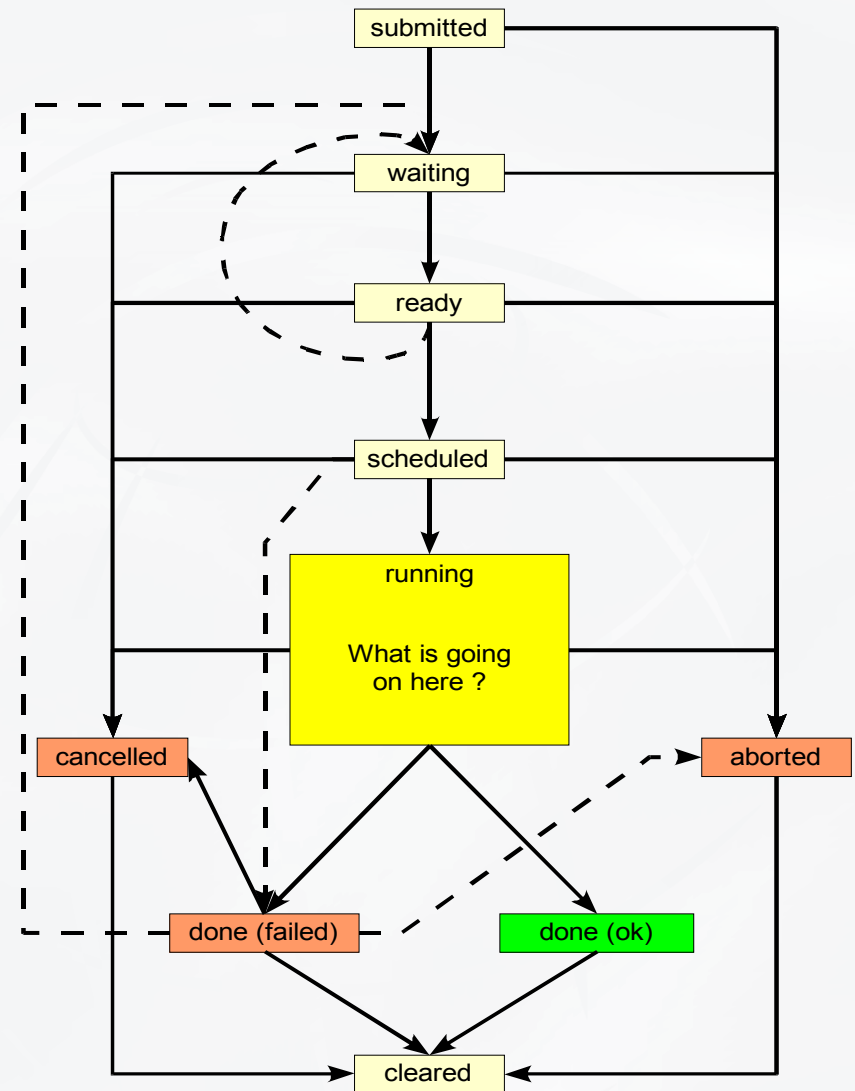 submitted
waiting
ready
scheduled
running
What is going
on here ?
cancelled
aborted
done (failed)
done (ok)
cleared